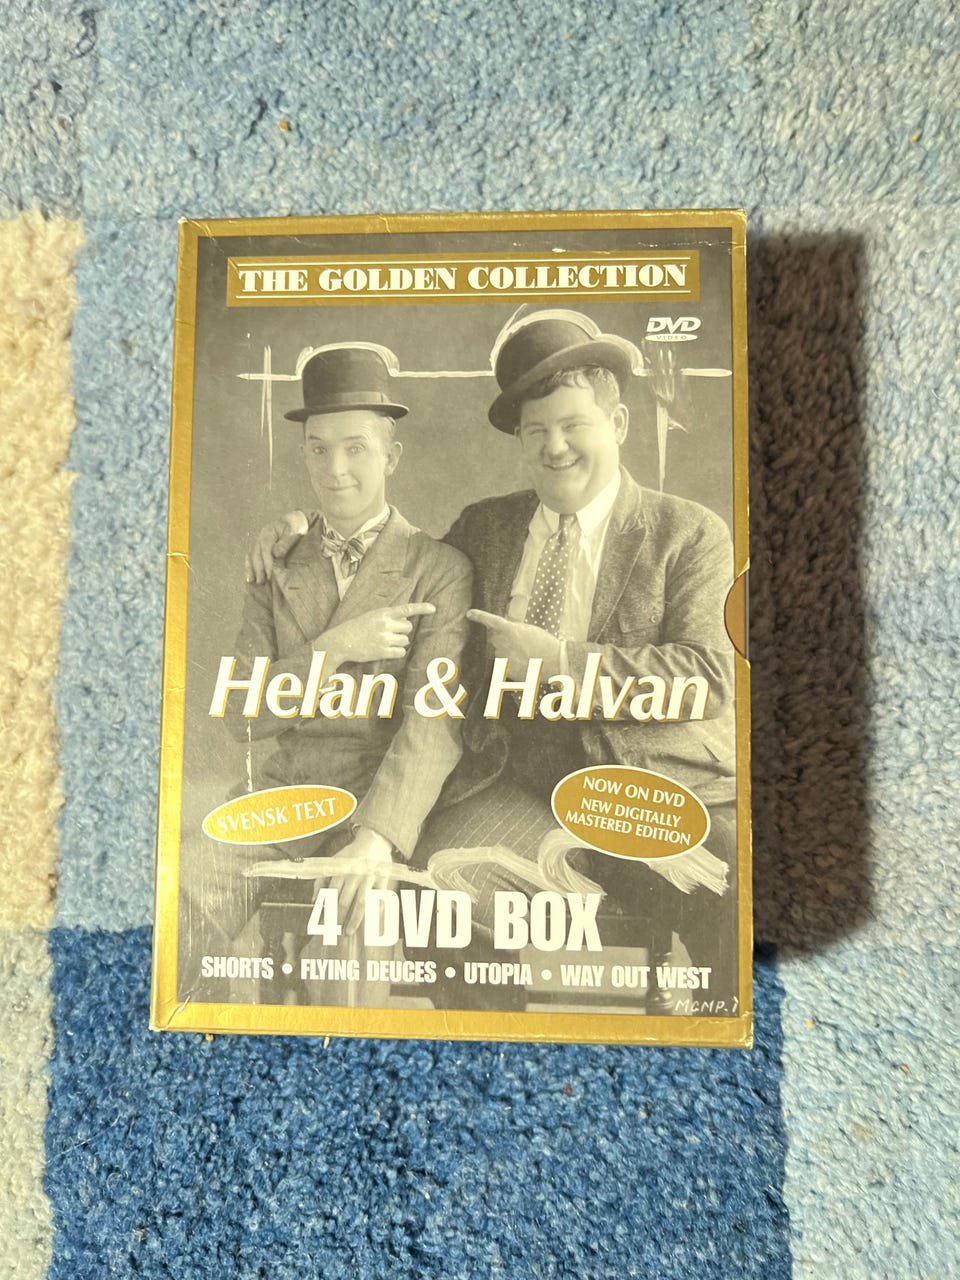 THE GOLDEN COLLECTION
DVD
VIDEO
Helan & Halvan
SVENSK TEXT
NOW ON DVD
NEW DIGITALLY
MASTERED EDITION
4 DVD BOX
SHORTS • FLYING DEUCES • UTOPIA • WAY OUT WEST